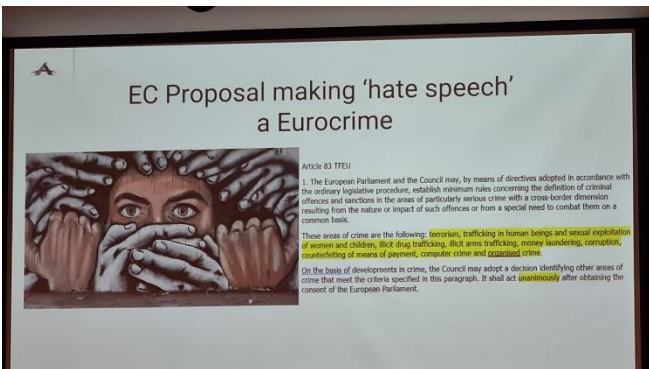 EC Proposal making ‘hate speech’
a Eurocrime
Article 83 TFEU
1. The European Parliament and the Council may, by means of directives adopted in accordance with
the ordinary legislative procedure, establish minimum rules concerning the definition of criminal
offences and sanctions in the areas of particularly serious crime with a cross-border dimension
resulting from the nature or impact of such offences or from a special need to combat them on a
common basis.
These areas of crime are the following: terrorism, trafficking in human beings and sexual exploitation
of women and children, illicit drug trafficking, illicit arms trafficking, money laundering, corruption,
counterfeiting of means of payment, computer crime and organised crime.
On the basis of developments in crime, the Council may adopt a decision identifying other areas of
crime that meet the criteria specified in this paragraph. It shall act unanimously after obtaining the
consent of the European Parliament.